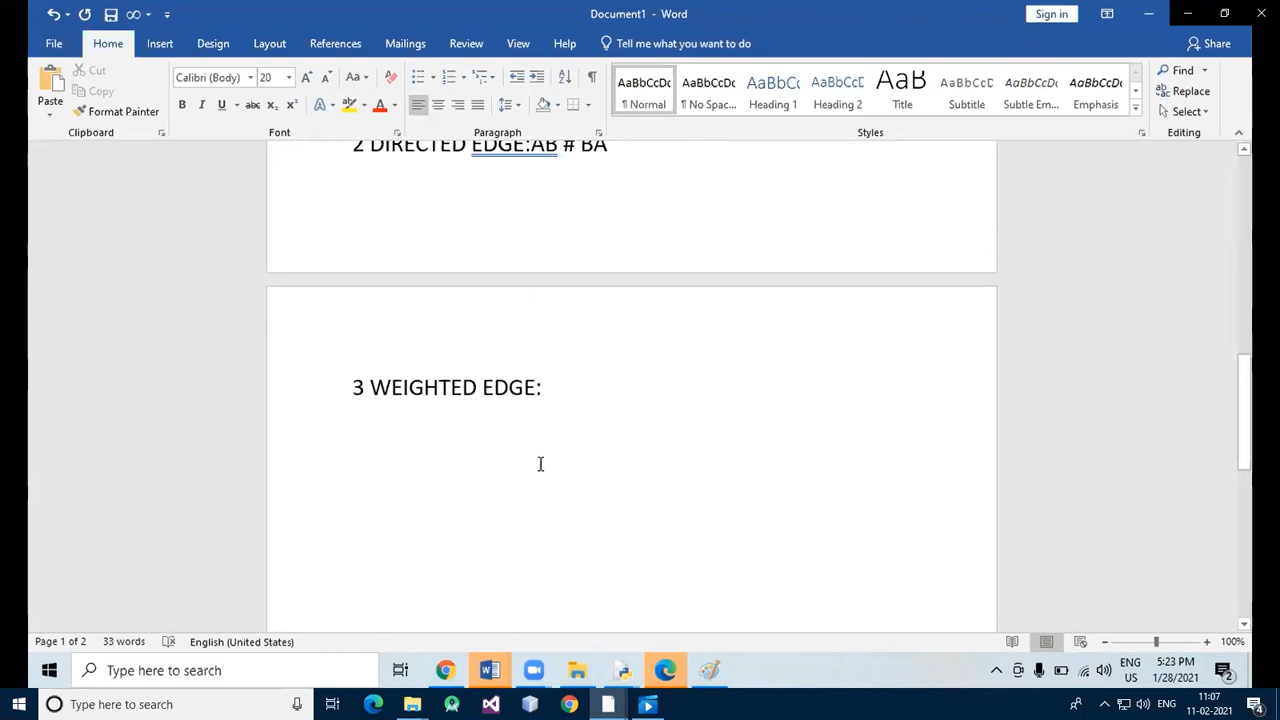 Document1 - Word
Sign in
File Home Insert Design Layout References Mailings Review View Help Tell me what you want to do Share
Paste
Cut
Copy
Format Painter
Clipboard
Calibri (Body) 20
Font
Paragraph
AaBbCcDc ¶ Normal
AaBbCcDc ¶ No Spac...
AaBbCc Heading 1
AaBbCcD Heading 2
AaB Title
AaBbCcD Subtitle
AaBbCcDc Subtle Em...
AaBbCcDc Emphasis
Styles
Find
Replace
Select
Editing
2 DIRECTED EDGE:AB # BA
3 WEIGHTED EDGE:
Page 1 of 2 33 words English (United States) 100%
Type here to search
ENG US
5:23 PM
1/28/2021
2
Type here to search
ENG
11:07
11-02-2021
4